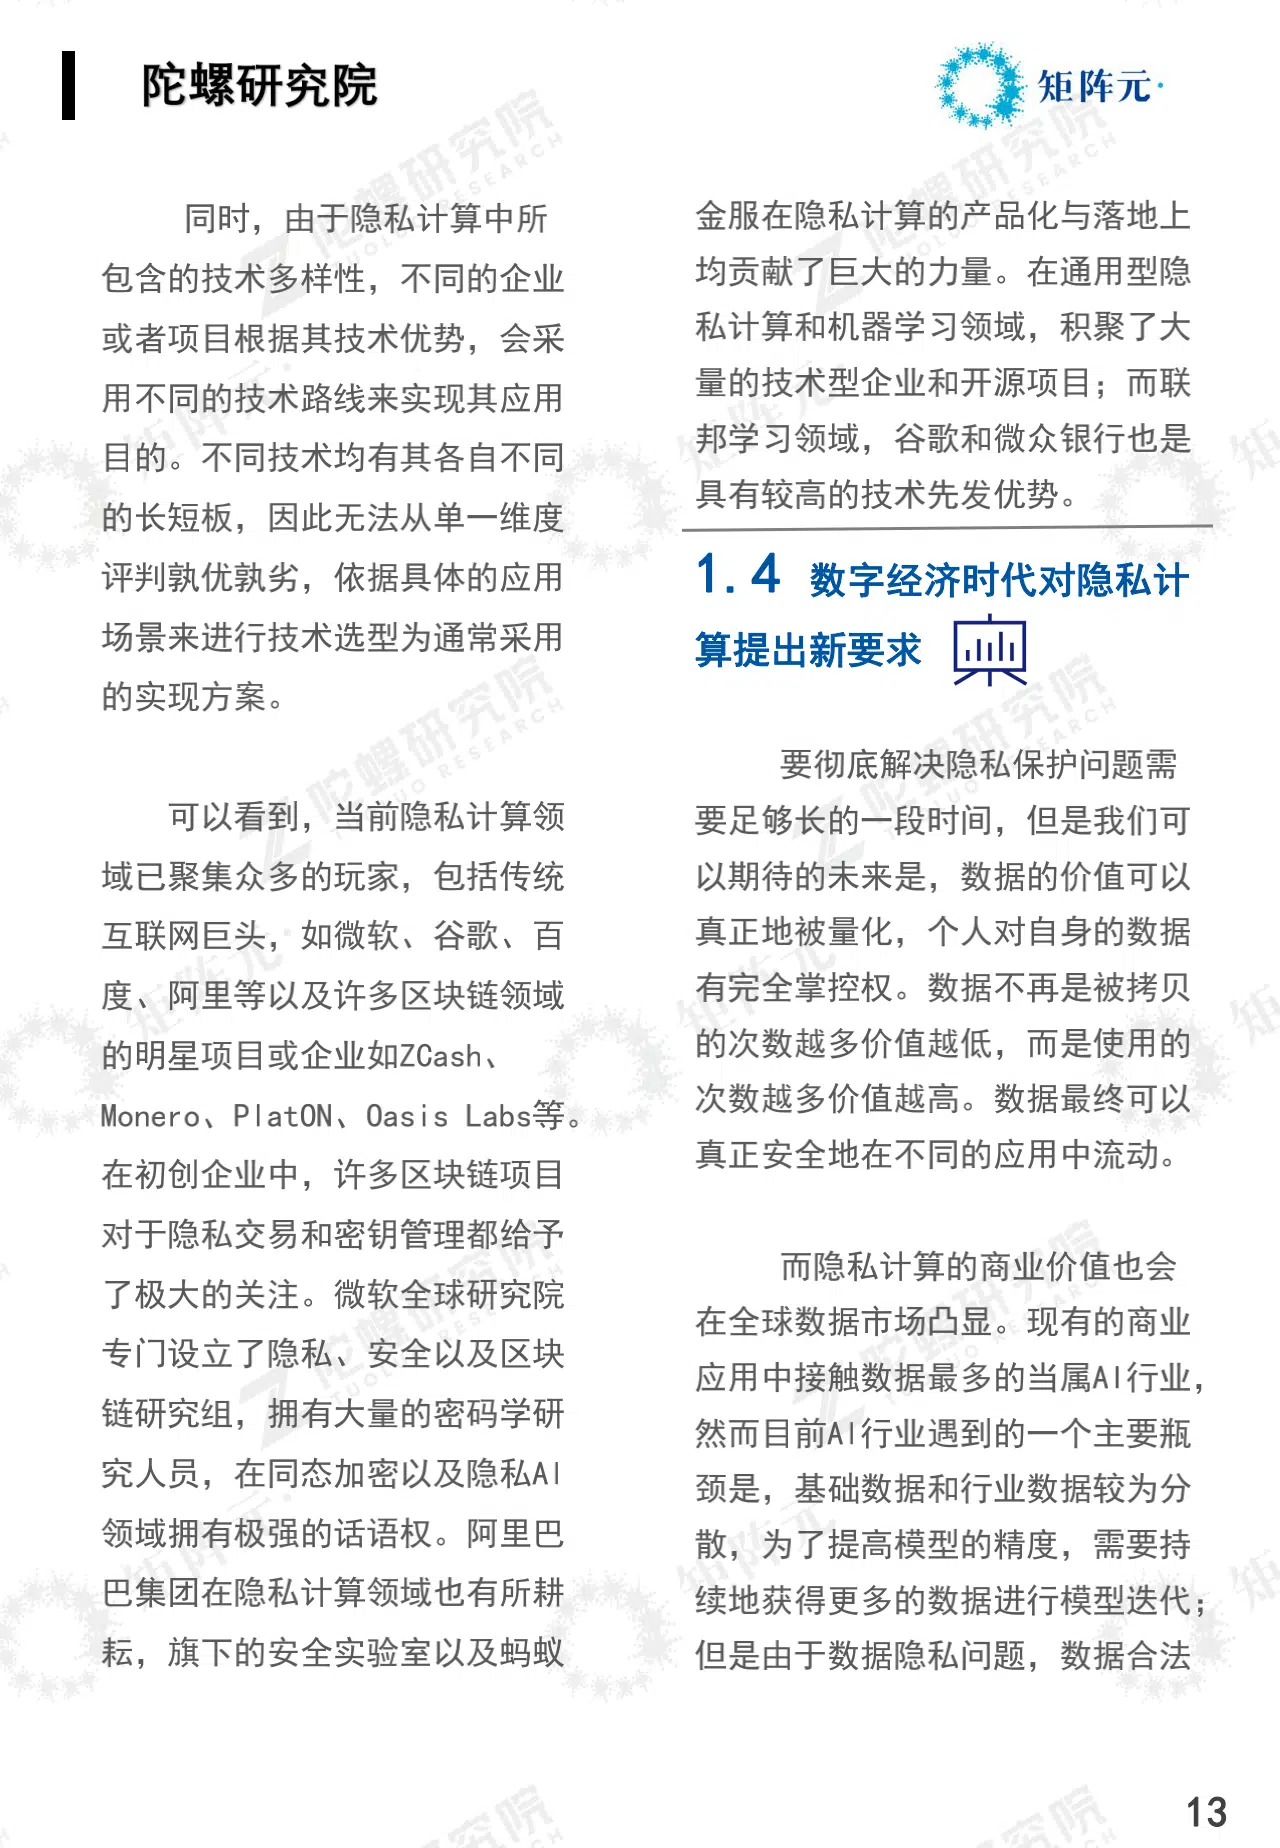 陀螺研究院
矩阵元
同时，由于隐私计算中所
包含的技术多样性，不同的企业
或者项目根据其技术优势，会采
用不同的技术路线来实现其应用
目的。不同技术均有其各自不同
的长短板，因此无法从单一维度
评判孰优孰劣，依据具体的应用
场景来进行技术选型为通常采用
的实现方案。
可以看到，当前隐私计算领
域已聚集众多的玩家，包括传统
互联网巨头，如微软、谷歌、百
度、阿里等以及许多区块链领域
的明星项目或企业如ZCash、
Monero、PlatON、Oasis Labs等。
在初创企业中，许多区块链项目
对于隐私交易和密钥管理都给予
了极大的关注。微软全球研究院
专门设立了隐私、安全以及区块
链研究组，拥有大量的密码学研
究人员，在同态加密以及隐私AI
领域拥有极强的话语权。阿里巴
巴集团在隐私计算领域也有所耕
耘，旗下的安全实验室以及蚂蚁
金服在隐私计算的产品化与落地上
均贡献了巨大的力量。在通用型隐
私计算和机器学习领域，积聚了大
量的技术型企业和开源项目；而联
邦学习领域，谷歌和微众银行也是
具有较高的技术先发优势。
1.4 数字经济时代对隐私计
算提出新要求
要彻底解决隐私保护问题需
要足够长的一段时间，但是我们可
以期待的未来是，数据的价值可以
真正地被量化，个人对自身的数据
有完全掌控权。数据不再是被拷贝
的次数越多价值越低，而是使用的
次数越多价值越高。数据最终可以
真正安全地在不同的应用中流动。
而隐私计算的商业价值也会
在全球数据市场凸显。现有的商业
应用中接触数据最多的当属AI行业，
然而目前AI行业遇到的一个主要瓶
颈是，基础数据和行业数据较为分
散，为了提高模型的精度，需要持
续地获得更多的数据进行模型迭代；
但是由于数据隐私问题，数据合法
13